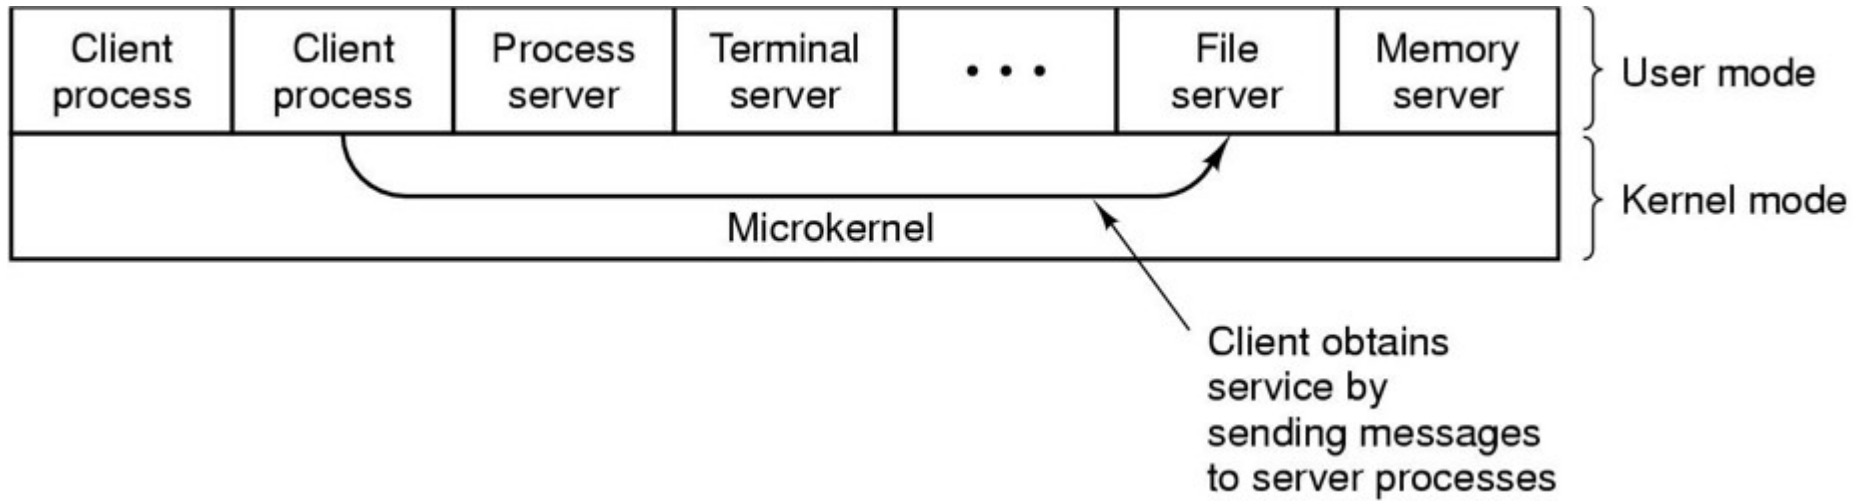 Client process
Client process
Process server
Terminal server
• • •
File server
Memory server
User mode
Microkernel
Kernel mode
Client obtains
service by
sending messages
to server processes